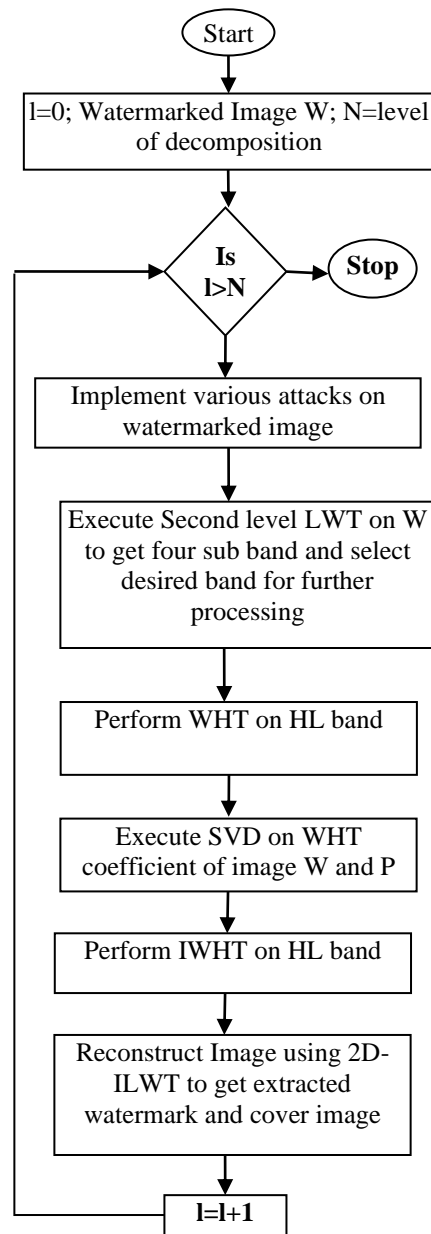 Start
l=0; Watermarked Image W; N=level
of decomposition
Is
l>N
Stop
Implement various attacks on
watermarked image
Execute Second level LWT on W
to get four sub band and select
desired band for further
processing
Perform WHT on HL band
Execute SVD on WHT
coefficient of image W and P
Perform IWHT on HL band
Reconstruct Image using 2D-
ILWT to get extracted
watermark and cover image
l=l+1